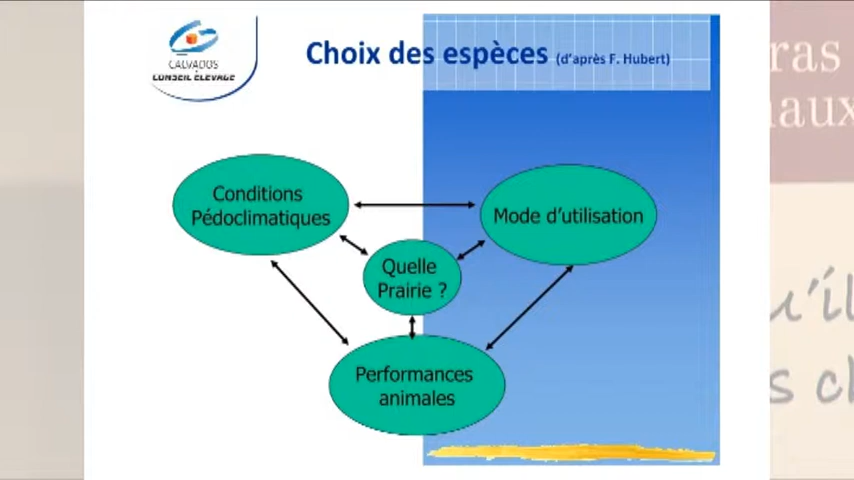 CALVADOS
CONSEIL ELEVAGE
Choix des espèces (d'après F. Hubert)
Conditions
Pédoclimatiques
Mode d'utilisation
Quelle
Prairie ?
Performances
animales